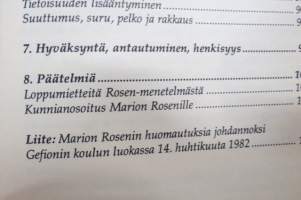 Tietoisuuden lisääntyminen
Suuttumus, suru, pelko ja rakkaus
7. Hyväksyntä, antautuminen, henkisyys
8. Päätelmiä
Loppumietteitä Rosen-menetelmästä
Kunnianosoitus Marion Rosenille
Liite: Marion Rosenin huomautuksia johdannoksi
Gefionin koulun luokassa 14. huhtikuuta 1982